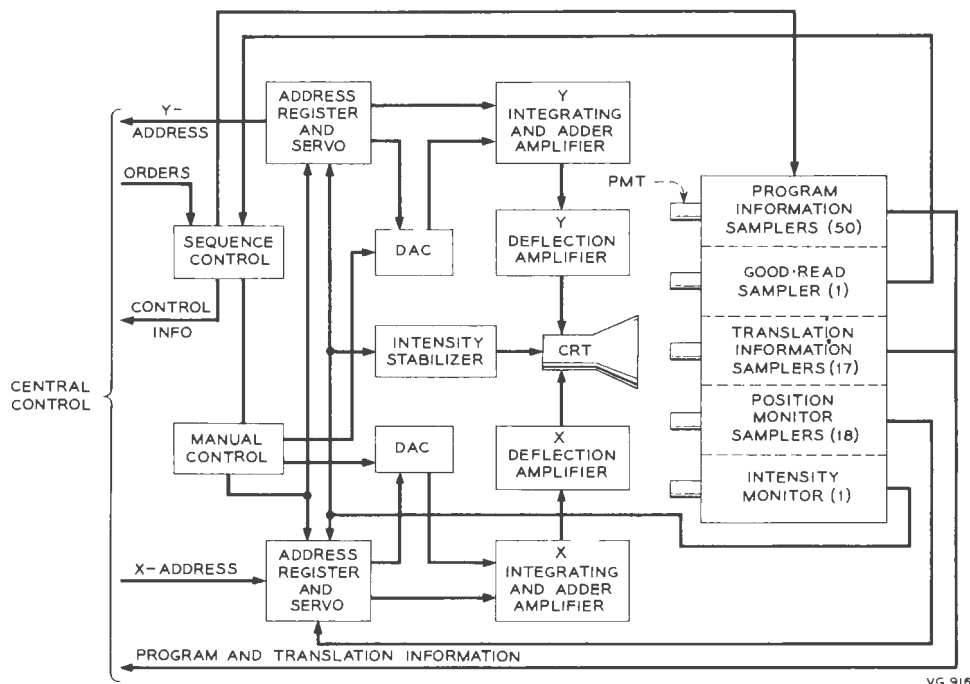 Y-
ADDRESS
ORDERS
CONTROL
INFO
CENTRAL
CONTROL
X-ADDRESS
PROGRAM AND TRANSLATION INFORMATION
ADDRESS
REGISTER
AND
SERVO
SEQUENCE
CONTROL
MANUAL
CONTROL
ADDRESS
REGISTER
AND
SERVO
DAC
INTENSITY
STABILIZER
DAC
Y
INTEGRATING
AND ADDER
AMPLIFIER
Y
DEFLECTION
AMPLIFIER
CRT
X
DEFLECTION
AMPLIFIER
X
INTEGRATING
AND ADDER
AMPLIFIER
PMT
PROGRAM
INFORMATION
SAMPLERS (50)
GOOD-READ
SAMPLER (1)
TRANSLATION
INFORMATION
SAMPLERS (17)
POSITION
MONITOR
SAMPLERS (18)
INTENSITY
MONITOR (1)
VG 916